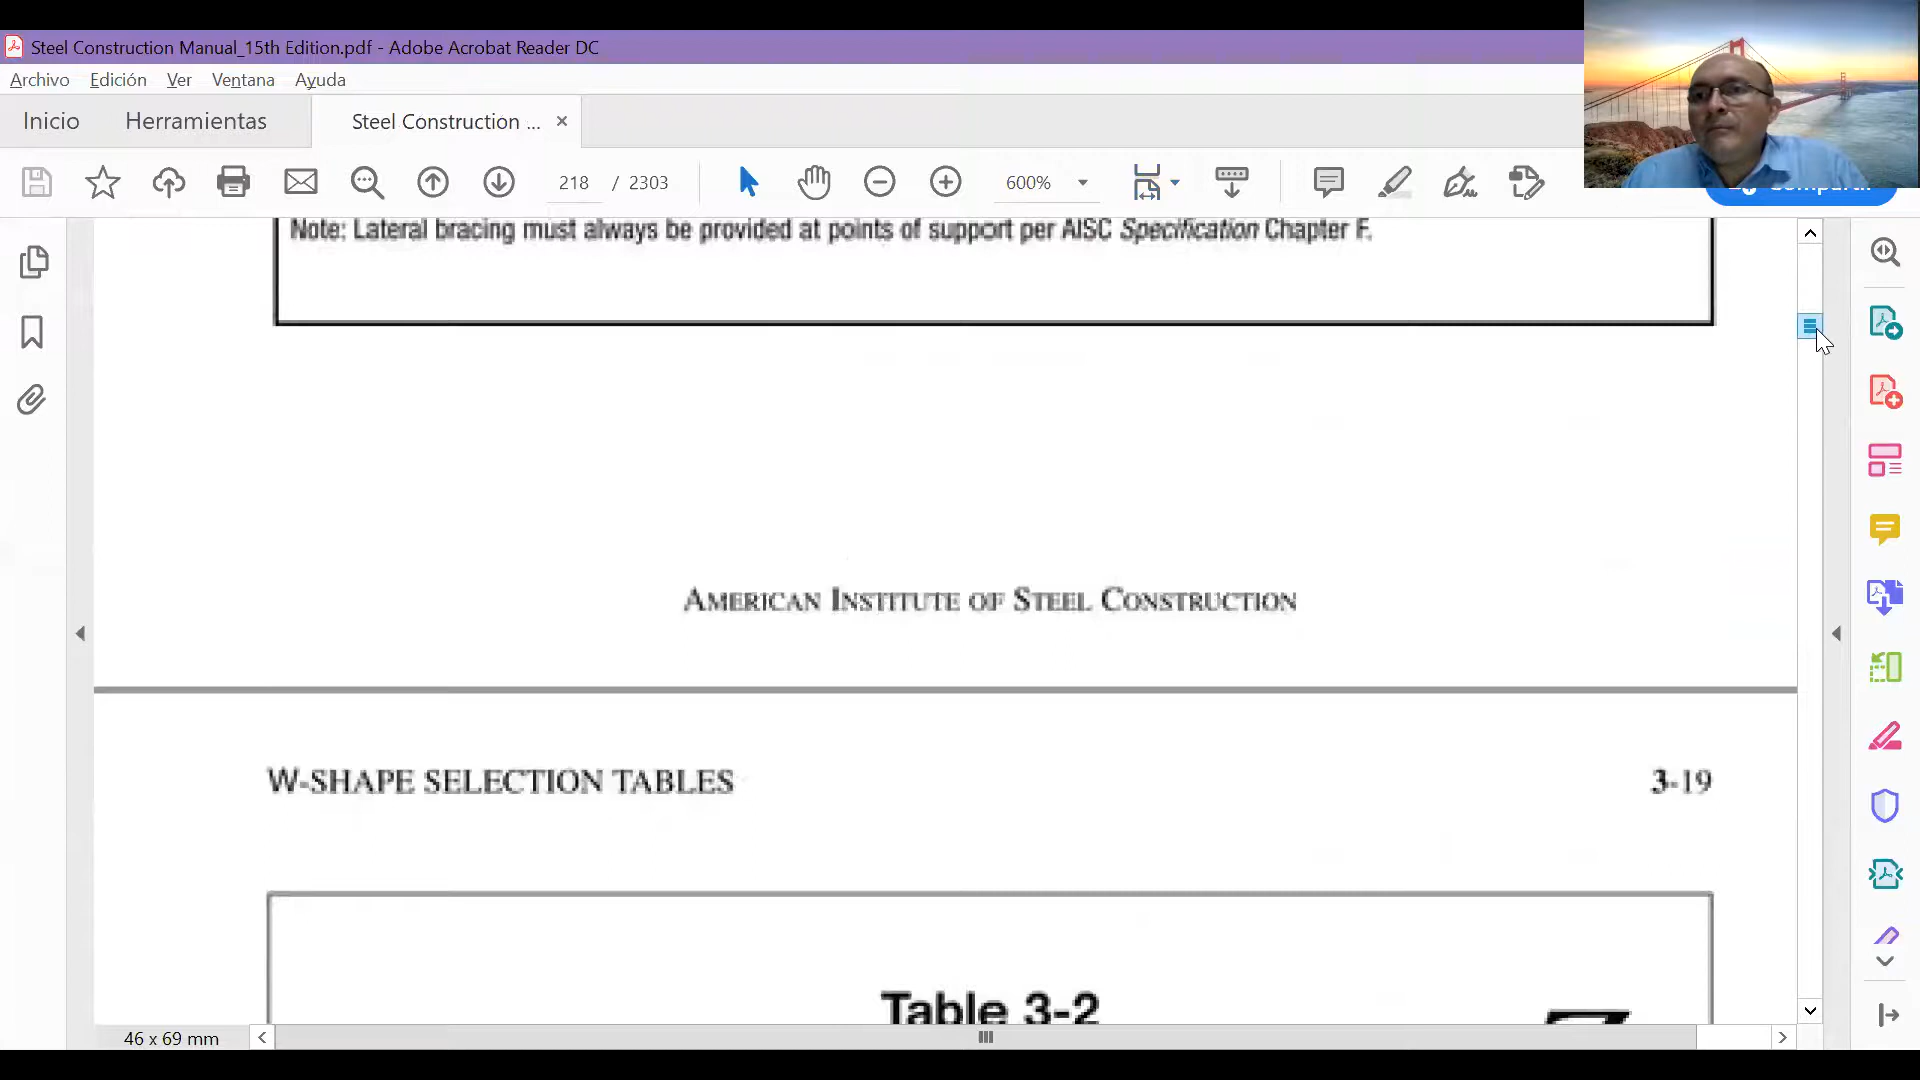 Steel Construction Manual_15th Edition.pdf - Adobe Acrobat Reader DC
Archivo Edición Ver Ventana Ayuda
Inicio Herramientas Steel Construction ...
218 / 2303 600%
Note: Lateral bracing must always be provided at points of support per AISC Specification Chapter F.
AMERICAN INSTITUTE OF STEEL CONSTRUCTION
W-SHAPE SELECTION TABLES 3-19
Table 3-2
46 x 69 mm